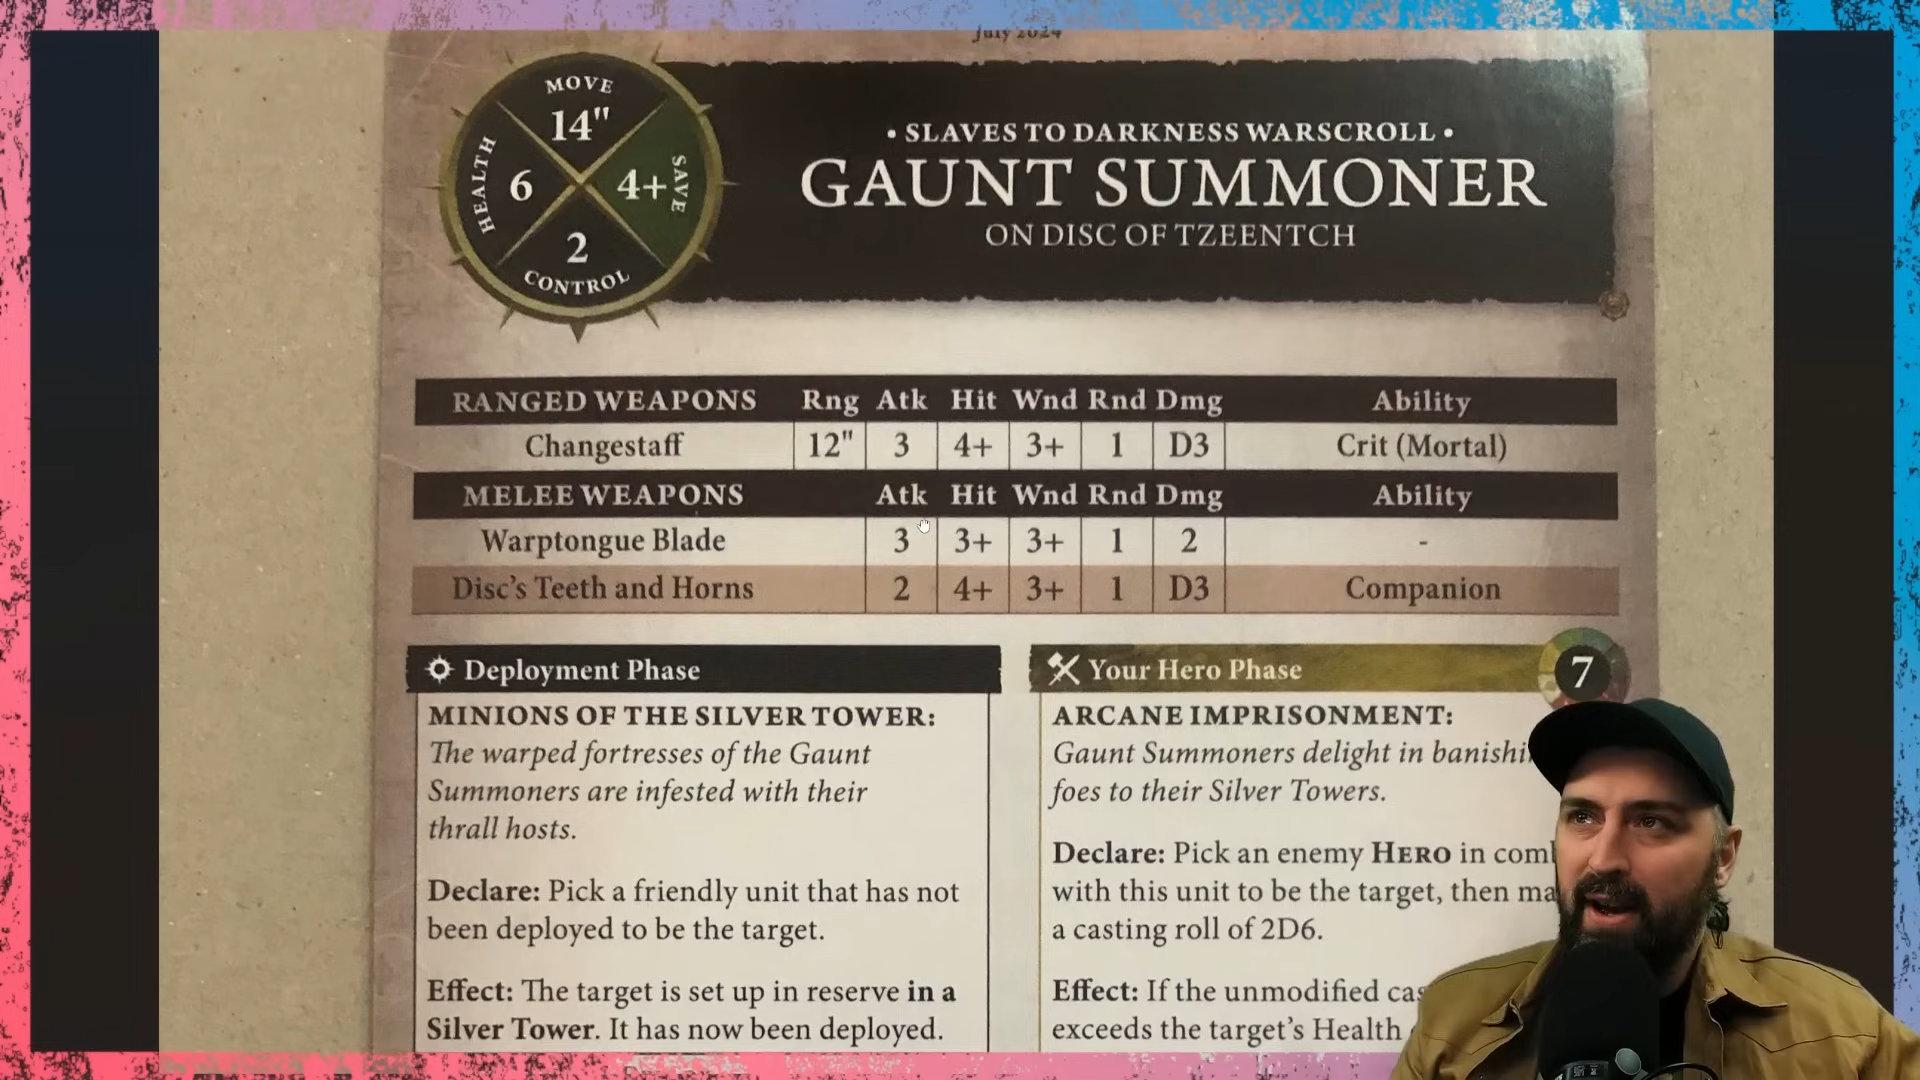 July 2024
MOVE
14"
HEALTH
6
4+
SAVE
2
CONTROL
• SLAVES TO DARKNESS WARSCROLL •
GAUNT SUMMONER
ON DISC OF TZEENTCH
RANGED WEAPONS Rng Atk Hit Wnd Rnd Dmg Ability
Changestaff 12" 3 4+ 3+ 1 D3 Crit (Mortal)
MELEE WEAPONS Atk Hit Wnd Rnd Dmg Ability
Warptongue Blade 3 3+ 3+ 1 2 -
Disc's Teeth and Horns 2 4+ 3+ 1 D3 Companion
Deployment Phase
MINIONS OF THE SILVER TOWER:
The warped fortresses of the Gaunt
Summoners are infested with their
thrall hosts.
Declare: Pick a friendly unit that has not
been deployed to be the target.
Effect: The target is set up in reserve in a
Silver Tower. It has now been deployed.
Your Hero Phase
7
ARCANE IMPRISONMENT:
Gaunt Summoners delight in
foes to their Silver Towers.
Declare: Pick an enemy HERO in
with this unit to be the target, then
a casting roll of 2D6.
Effect: If the unmodified
exceeds the target's Health